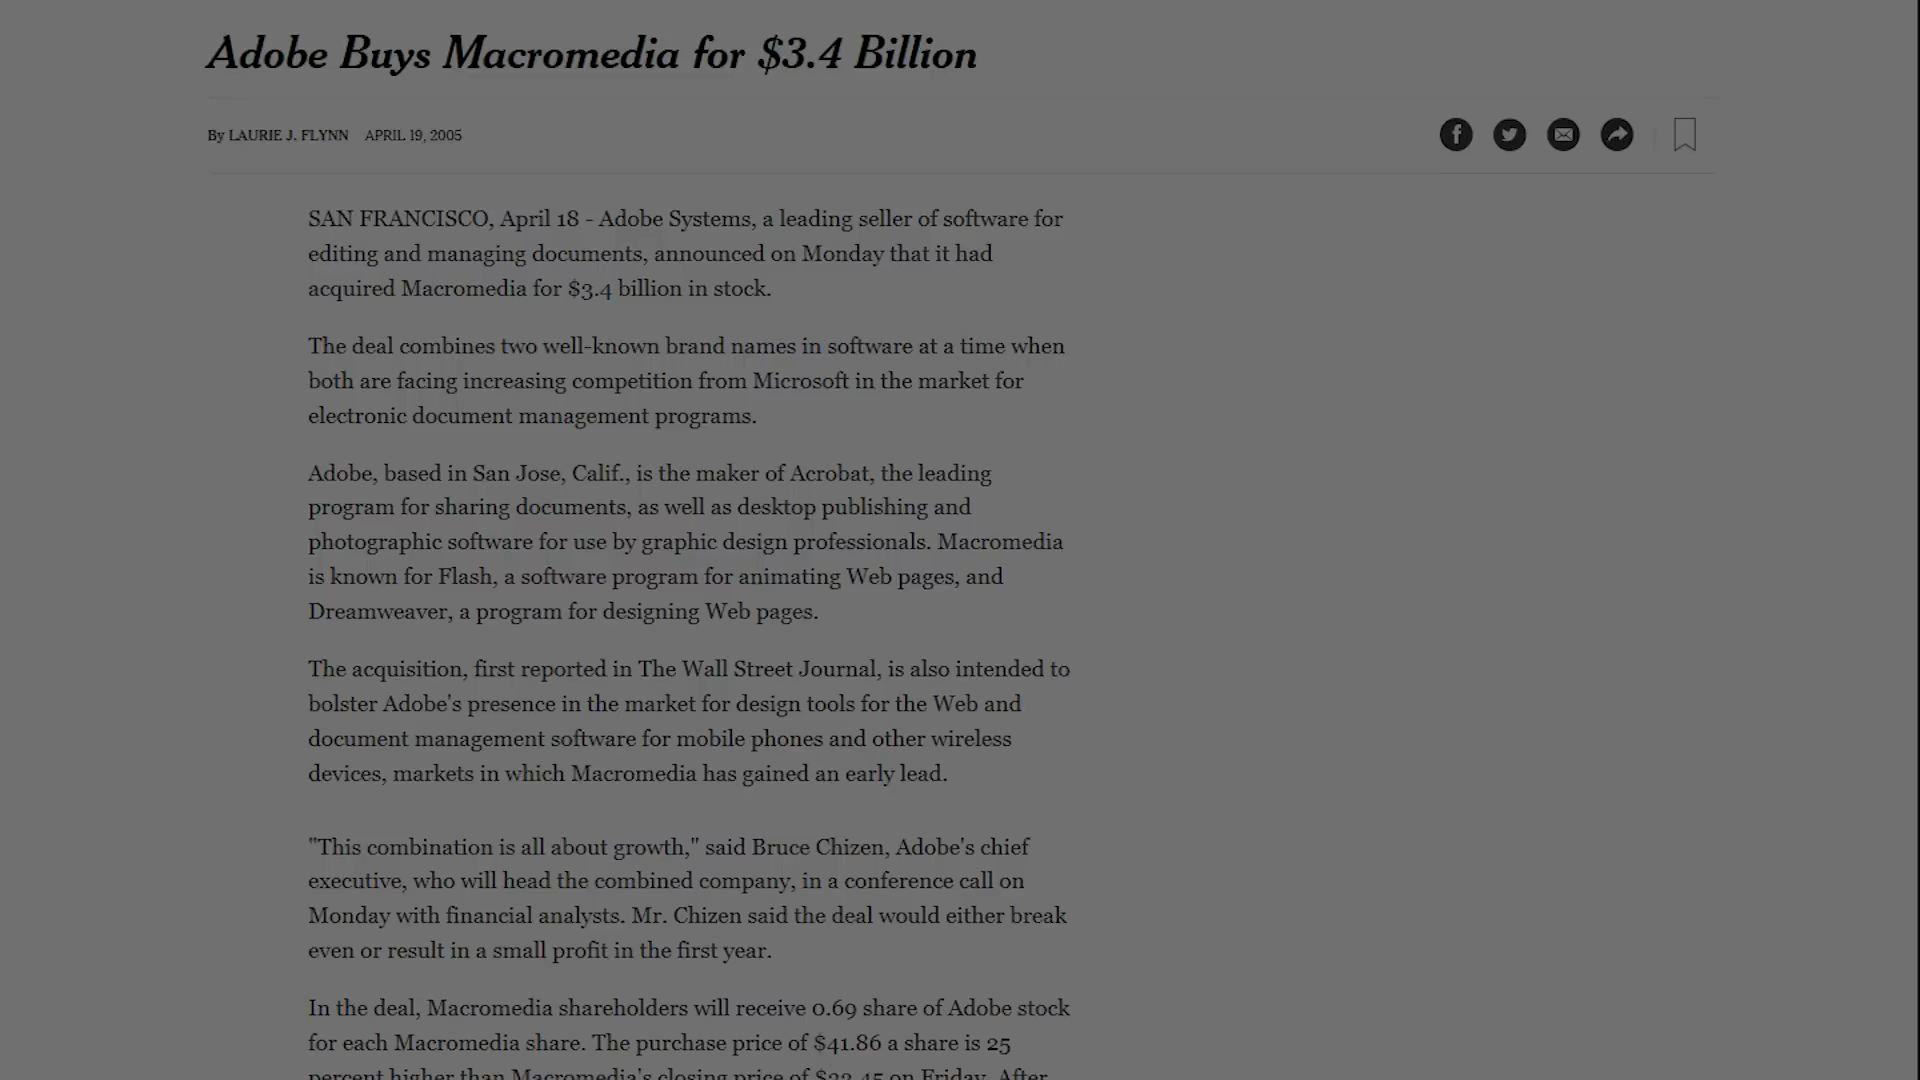 Adobe Buys Macromedia for $3.4 Billion
By LAURIE J. FLYNN APRIL 19, 2005
SAN FRANCISCO, April 18 - Adobe Systems, a leading seller of software for
editing and managing documents, announced on Monday that it had
acquired Macromedia for $3.4 billion in stock.
The deal combines two well-known brand names in software at a time when
both are facing increasing competition from Microsoft in the market for
electronic document management programs.
Adobe, based in San Jose, Calif., is the maker of Acrobat, the leading
program for sharing documents, as well as desktop publishing and
photographic software for use by graphic design professionals. Macromedia
is known for Flash, a software program for animating Web pages, and
Dreamweaver, a program for designing Web pages.
The acquisition, first reported in The Wall Street Journal, is also intended to
bolster Adobe's presence in the market for design tools for the Web and
document management software for mobile phones and other wireless
devices, markets in which Macromedia has gained an early lead.
"This combination is all about growth," said Bruce Chizen, Adobe's chief
executive, who will head the combined company, in a conference call on
Monday with financial analysts. Mr. Chizen said the deal would either break
even or result in a small profit in the first year.
In the deal, Macromedia shareholders will receive 0.69 share of Adobe stock
for each Macromedia share. The purchase price of $41.86 a share is 25
percent higher than Macromedia's closing price of $33.45 on Friday. After